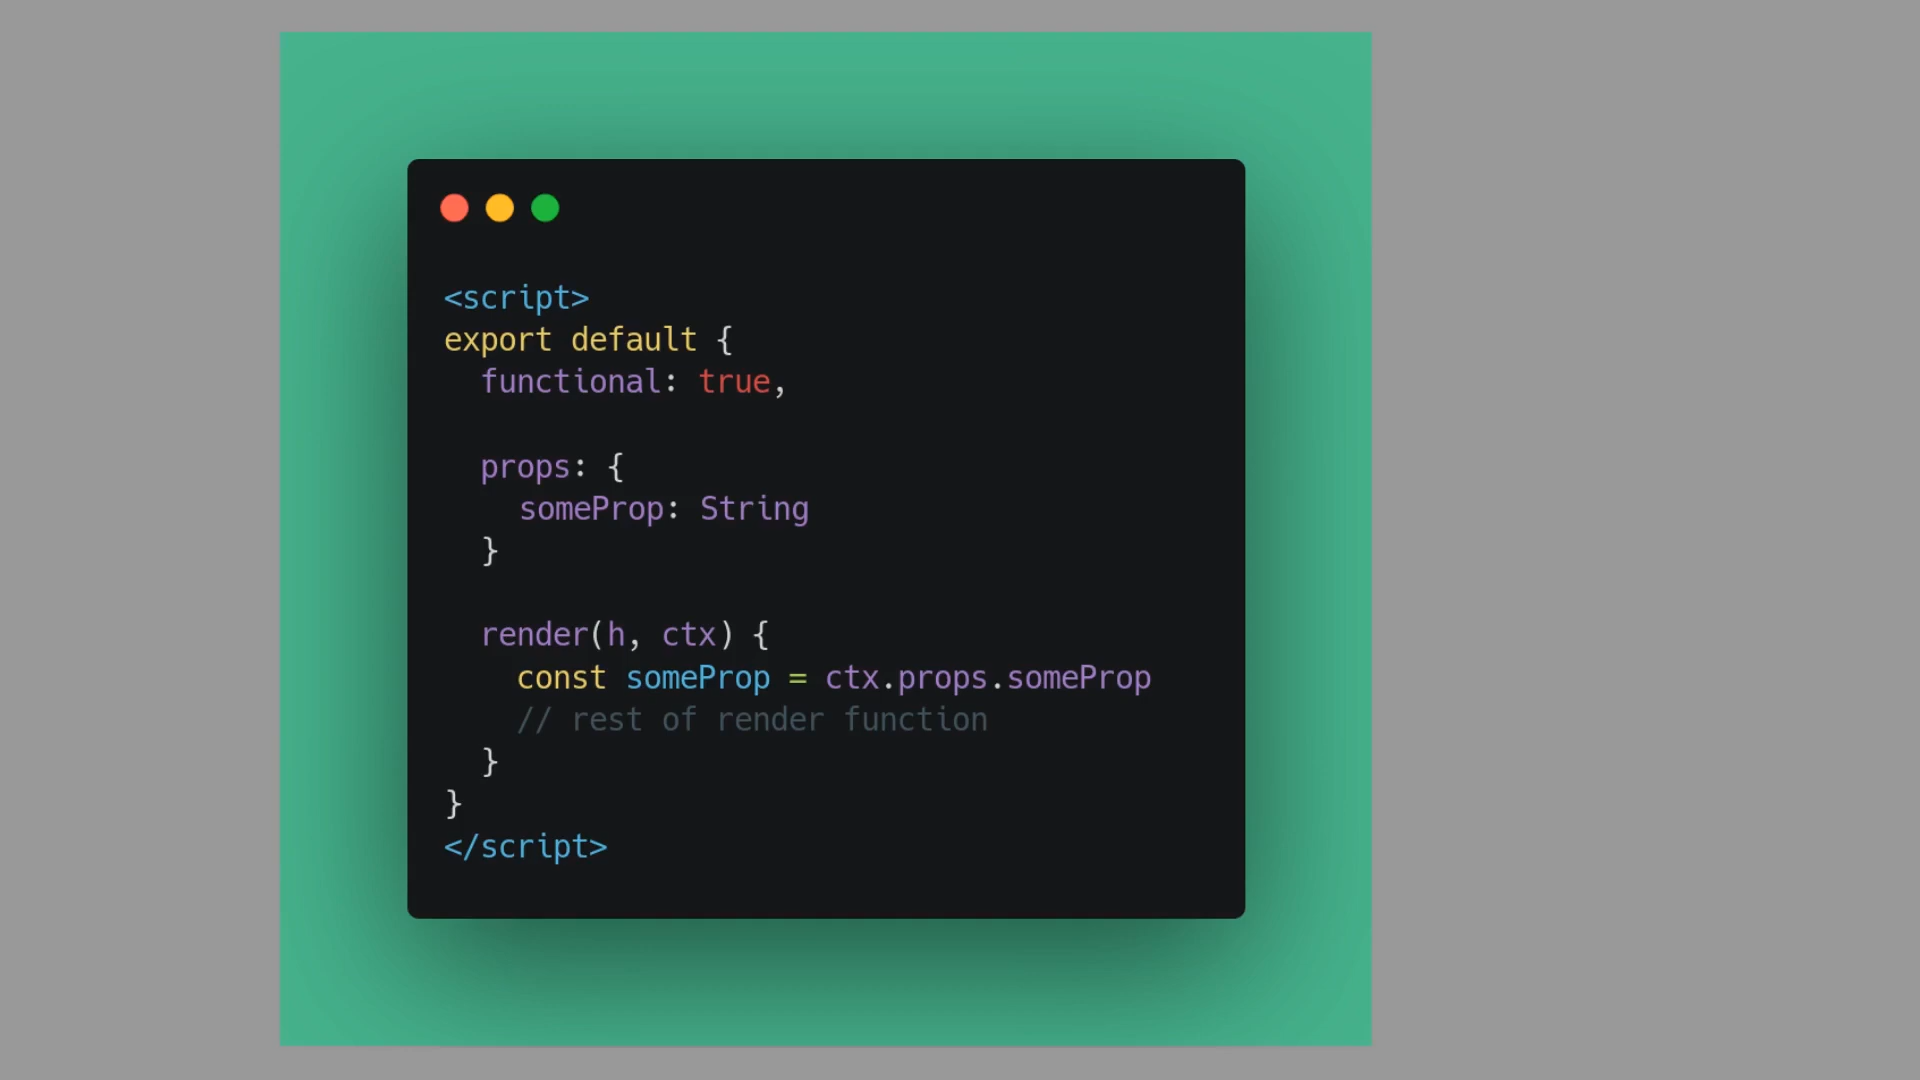 <script>
export default {
  functional: true,

  props: {
    someProp: String
  }

  render(h, ctx) {
    const someProp = ctx.props.someProp
    // rest of render function
  }
}
</script>